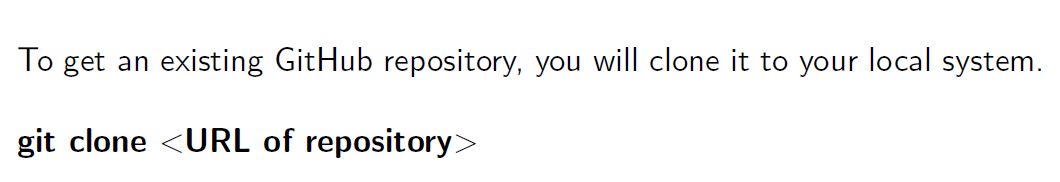 To get an existing GitHub repository, you will clone it to your local system.
git clone <URL of repository>